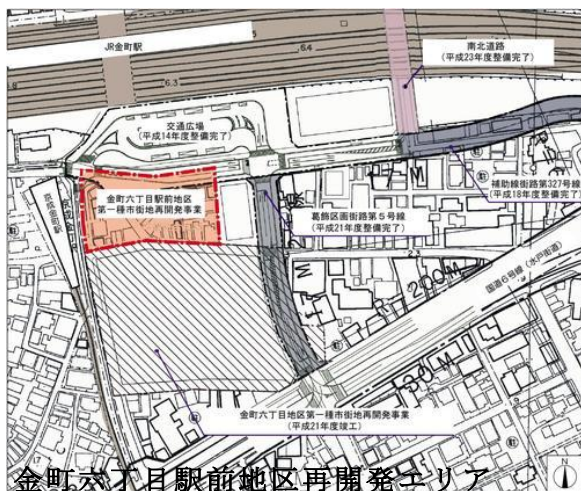 JR金町駅
6.4
6.3
南北道路
(平成23年度整備完了)
交通広場
(平成14年度整備完了)
補助線街路第327号線
(平成18年度整備完了)
金町六丁目駅前地区
第一種市街地再開発事業
葛飾区画街路第5号線
(平成21年度整備完了)
京成金町駅
国道6号線(水戸街道)
200M
30M
金町六丁目地区第一種市街地再開発事業
(平成21年度竣工)
N
金町六丁目駅前地区再開発エリア